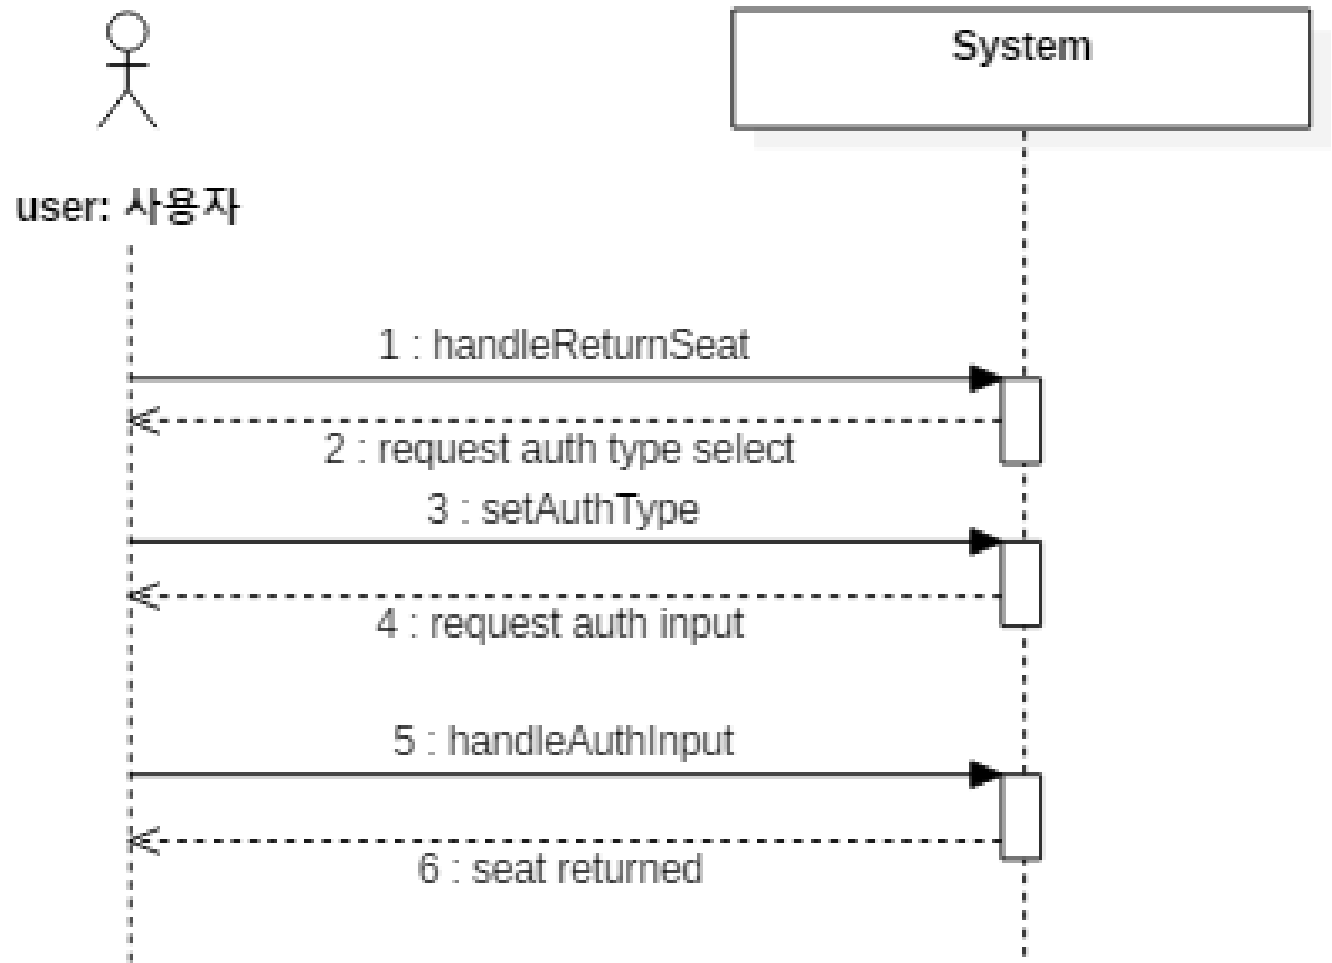 System
user: 사용자
1 : handleReturnSeat
2 : request auth type select
3 : setAuthType
4 : request auth input
5 : handleAuthInput
6 : seat returned